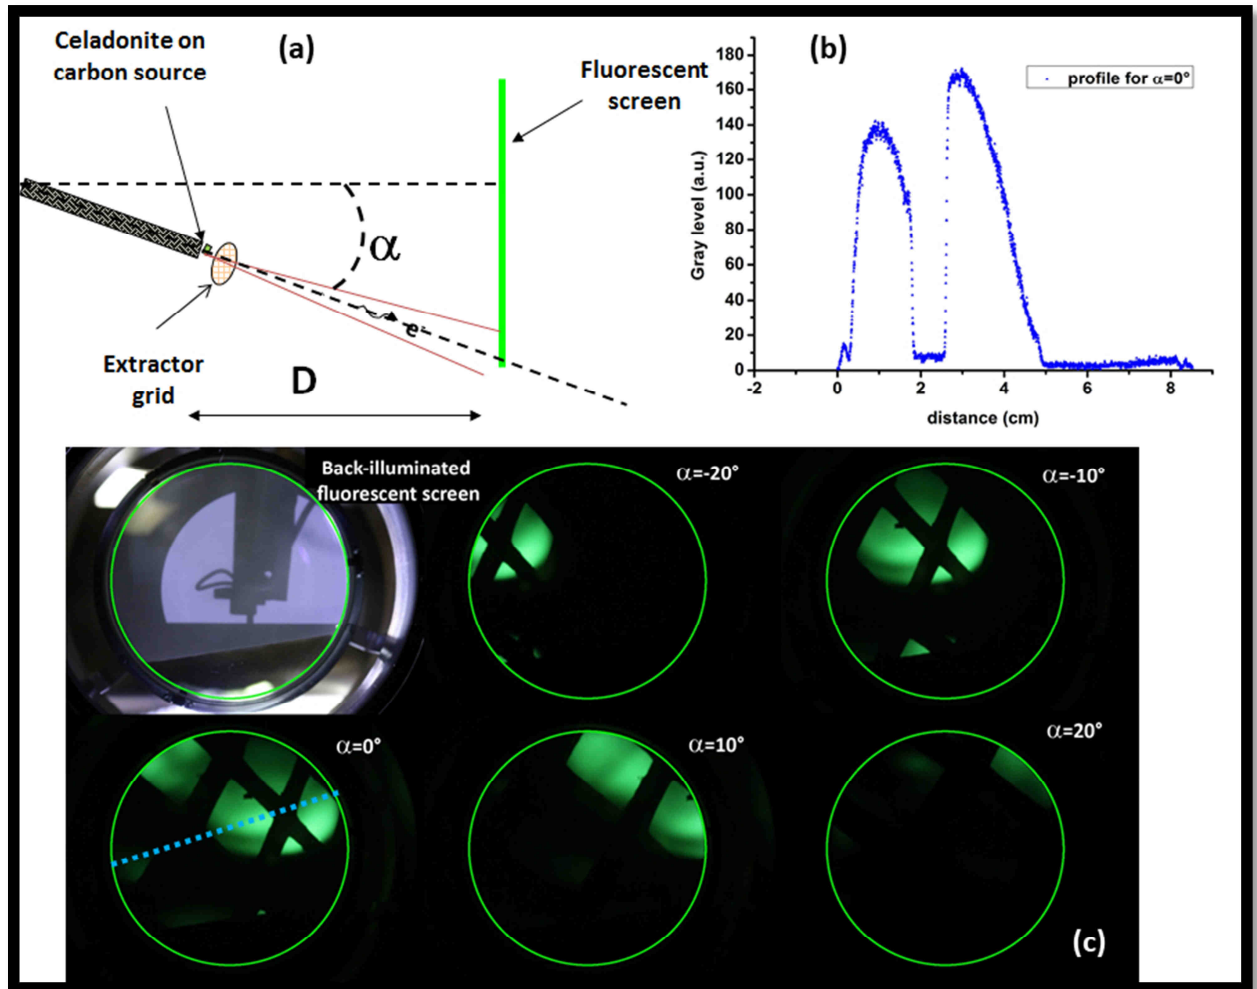 Celadonite on
carbon source
(a)
Fluorescent
screen
α
e⁻
Extractor
grid
D
(b)
profile for α=0°
Gray level (a.u.)
180
160
140
120
100
80
60
40
20
0
-2
0
2
4
6
8
distance (cm)
Back-illuminated
fluorescent screen
α=-20°
α=-10°
α=0°
α=10°
α=20°
(c)